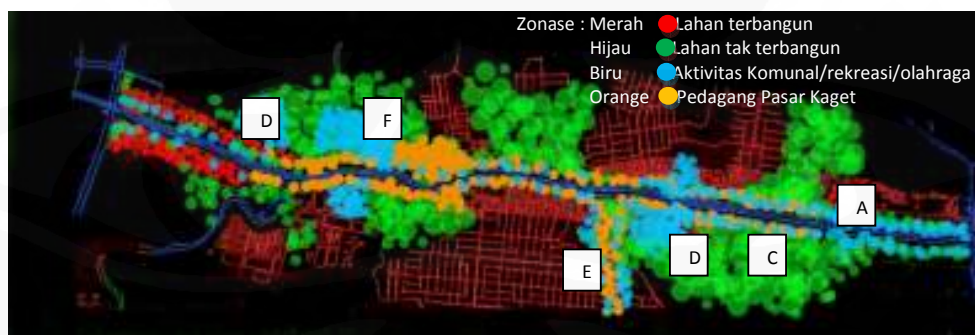 Zonase : Merah Lahan terbangun
Hijau Lahan tak terbangun
Biru Aktivitas Komunal/rekreasi/olahraga
Orange Pedagang Pasar Kaget
D
F
A
E
D
C